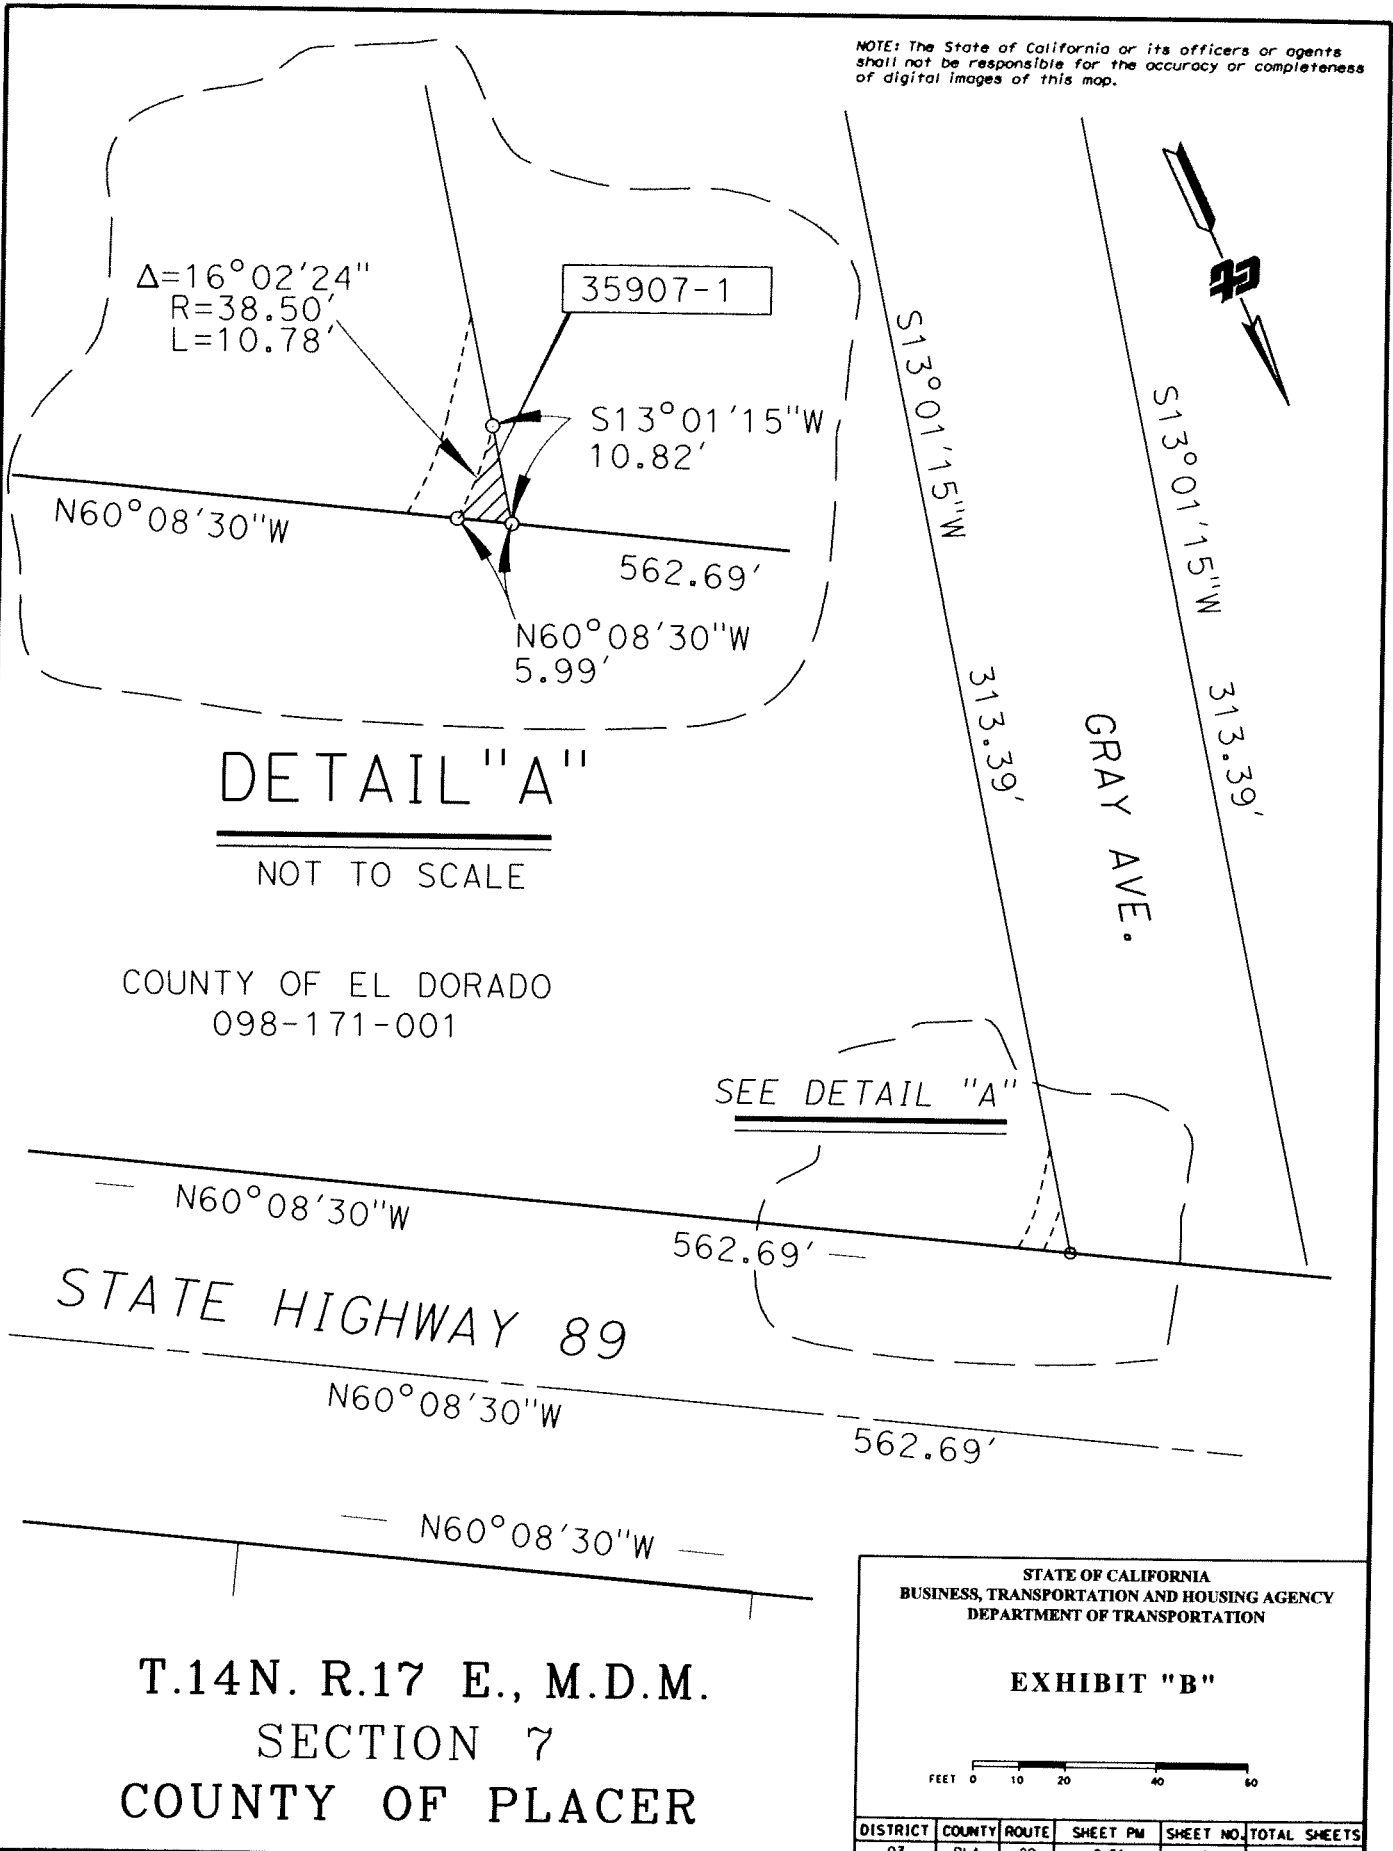 NOTE: The State of California or its officers or agents
shall not be responsible for the accuracy or completeness
of digital images of this map.
Δ=16°02'24"
R=38.50'
L=10.78'
35907-1
S13°01'15"W
10.82'
N60°08'30"W
562.69'
N60°08'30"W
5.99'
S13°01'15"W 313.39'
S13°01'15"W 313.39'
GRAY AVE.
DETAIL "A"
NOT TO SCALE
COUNTY OF EL DORADO
098-171-001
SEE DETAIL "A"
N60°08'30"W
562.69'
STATE HIGHWAY 89
N60°08'30"W
562.69'
N60°08'30"W
T.14N. R.17 E., M.D.M.
SECTION 7
COUNTY OF PLACER
STATE OF CALIFORNIA
BUSINESS, TRANSPORTATION AND HOUSING AGENCY
DEPARTMENT OF TRANSPORTATION
EXHIBIT "B"
FEET 0 10 20 40 60
DISTRICT COUNTY ROUTE SHEET PM SHEET NO. TOTAL SHEETS